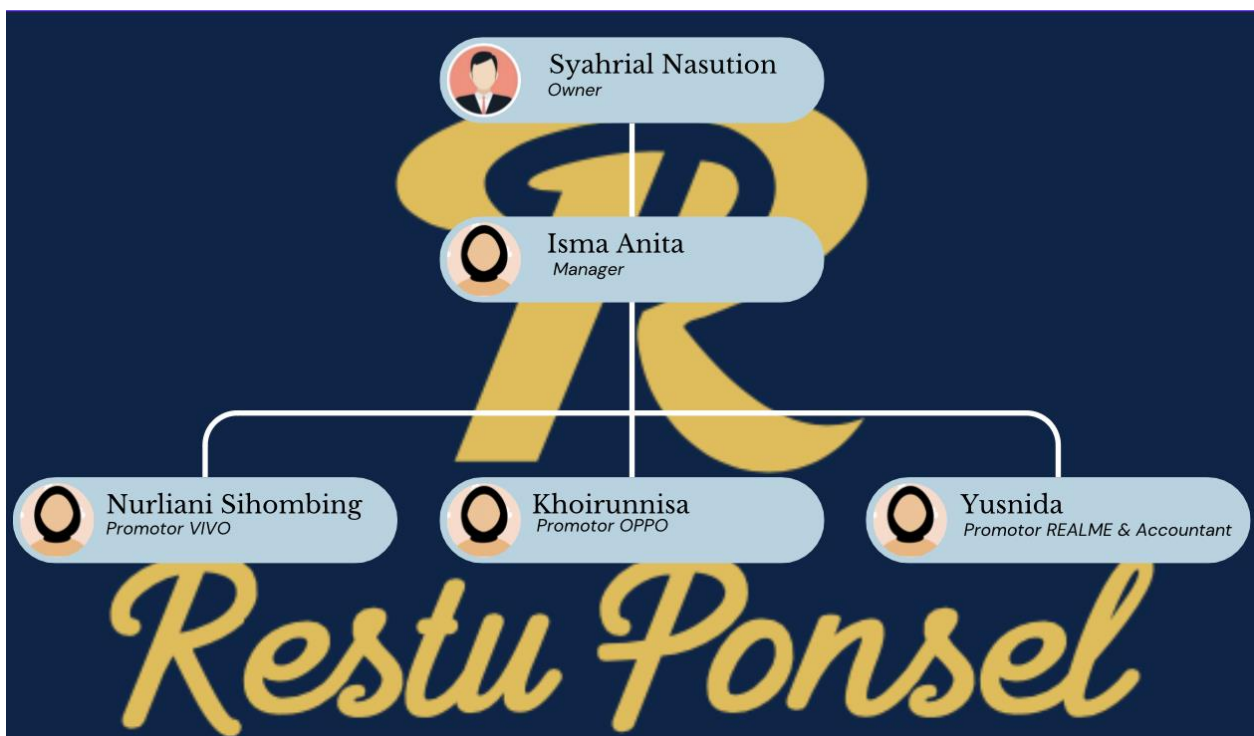 Syahrial Nasution
Owner
Isma Anita
Manager
Nurliani Sihombing
Promotor VIVO
Khoirunnisa
Promotor OPPO
Yusnida
Promotor REALME & Accountant
R
Restu Ponsel